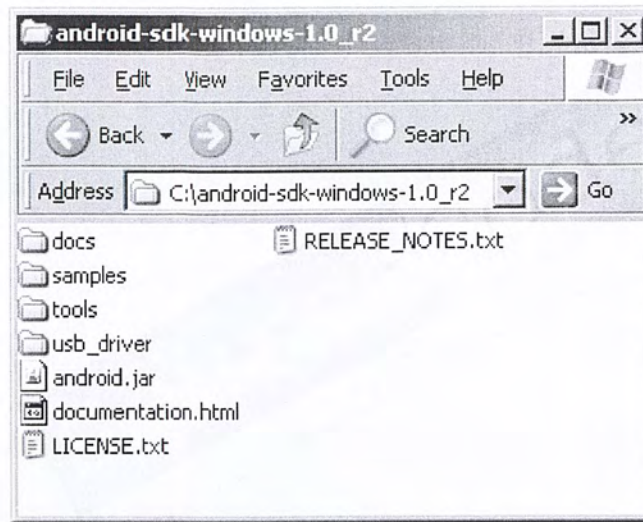 android-sdk-windows-1.0_r2
File Edit View Favorites Tools Help
Back Search »
Address C:\android-sdk-windows-1.0_r2 Go
docs
samples
tools
usb_driver
android.jar
documentation.html
LICENSE.txt
RELEASE_NOTES.txt